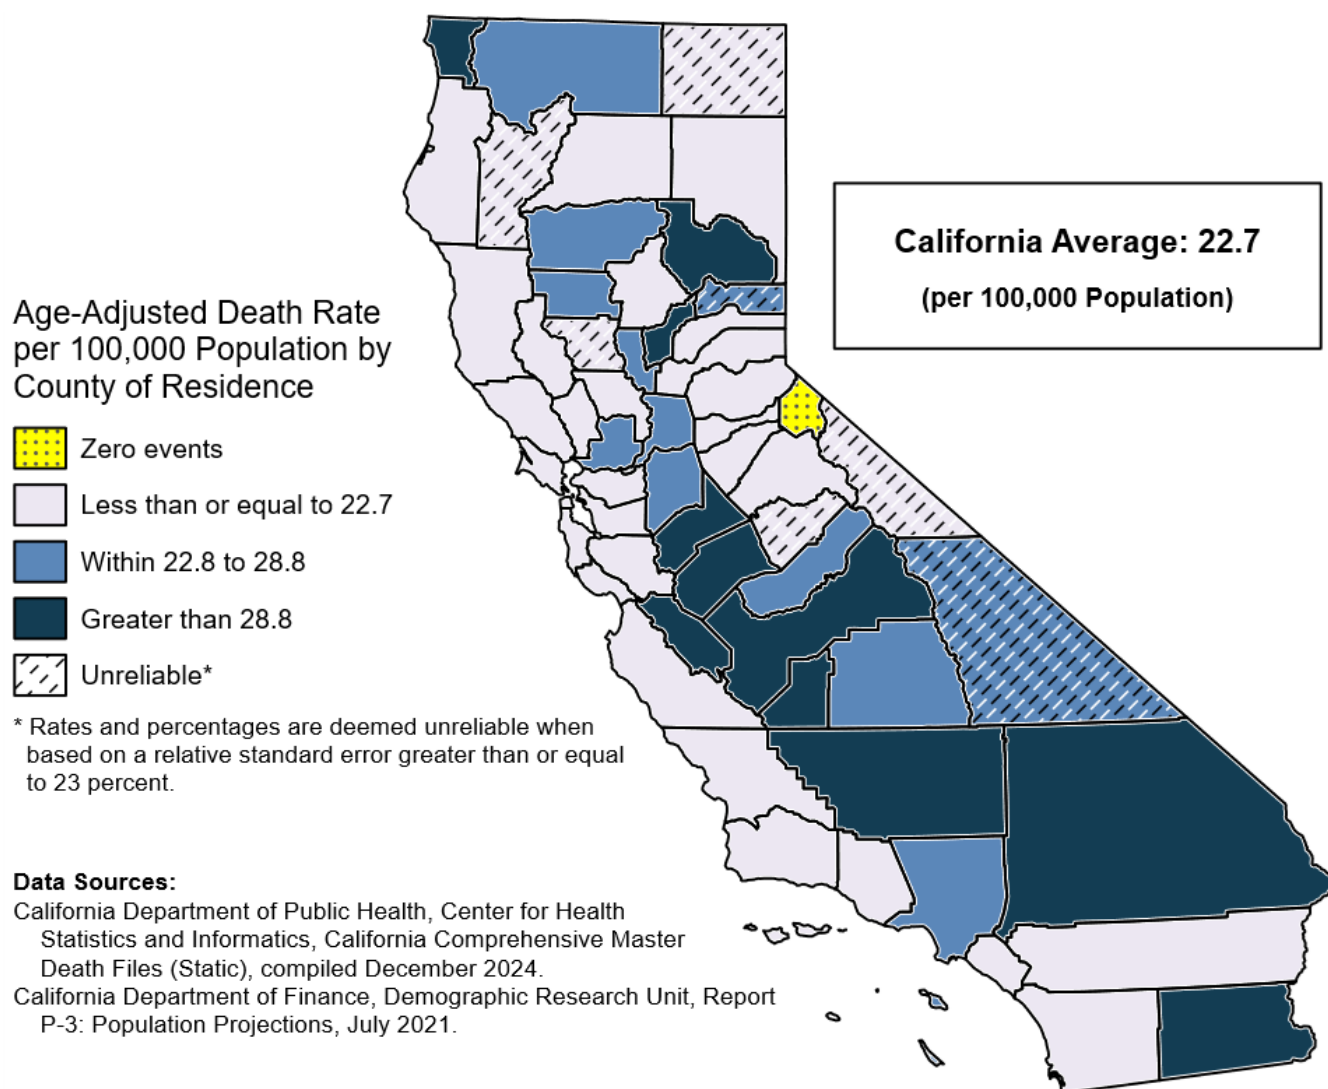 California Average: 22.7
(per 100,000 Population)
Age-Adjusted Death Rate
per 100,000 Population by
County of Residence
Zero events
Less than or equal to 22.7
Within 22.8 to 28.8
Greater than 28.8
Unreliable*
* Rates and percentages are deemed unreliable when
based on a relative standard error greater than or equal
to 23 percent.
Data Sources:
California Department of Public Health, Center for Health
Statistics and Informatics, California Comprehensive Master
Death Files (Static), compiled December 2024.
California Department of Finance, Demographic Research Unit, Report
P-3: Population Projections, July 2021.